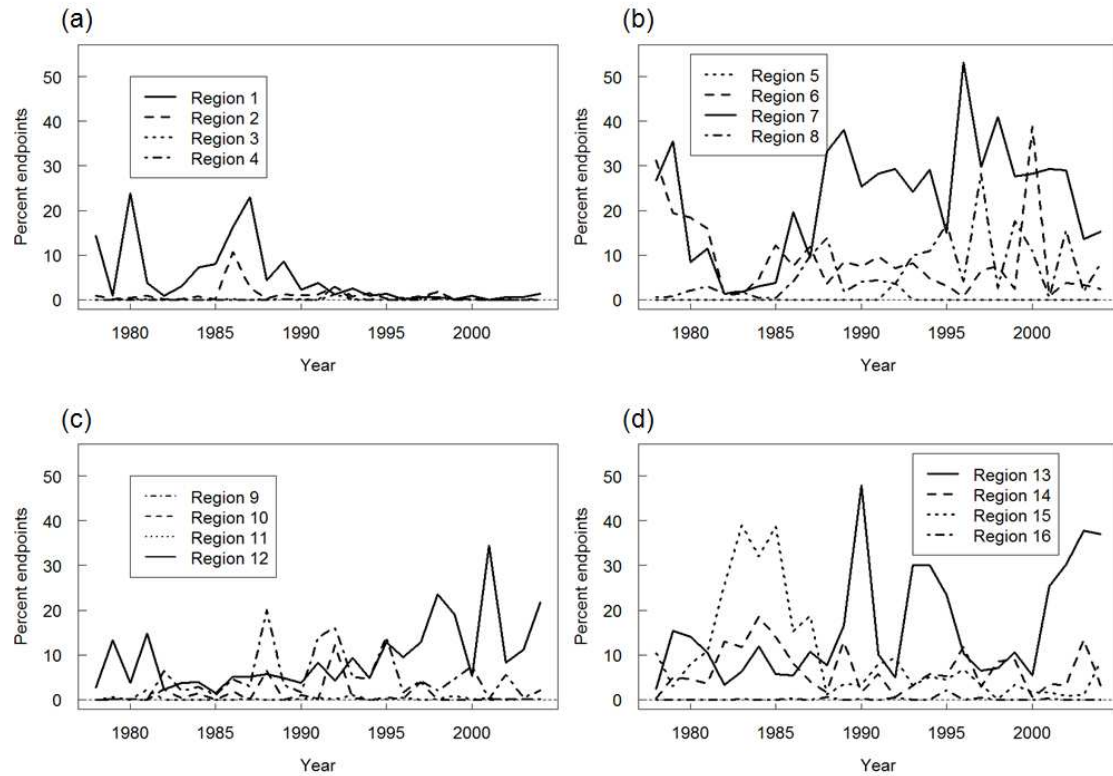 (a)
Percent endpoints
50
40
30
20
10
0
Region 1
Region 2
Region 3
Region 4
1980 1985 1990 1995 2000
Year
(b)
Percent endpoints
50
40
30
20
10
0
Region 5
Region 6
Region 7
Region 8
1980 1985 1990 1995 2000
Year
(c)
Percent endpoints
50
40
30
20
10
0
Region 9
Region 10
Region 11
Region 12
1980 1985 1990 1995 2000
Year
(d)
Percent endpoints
50
40
30
20
10
0
Region 13
Region 14
Region 15
Region 16
1980 1985 1990 1995 2000
Year